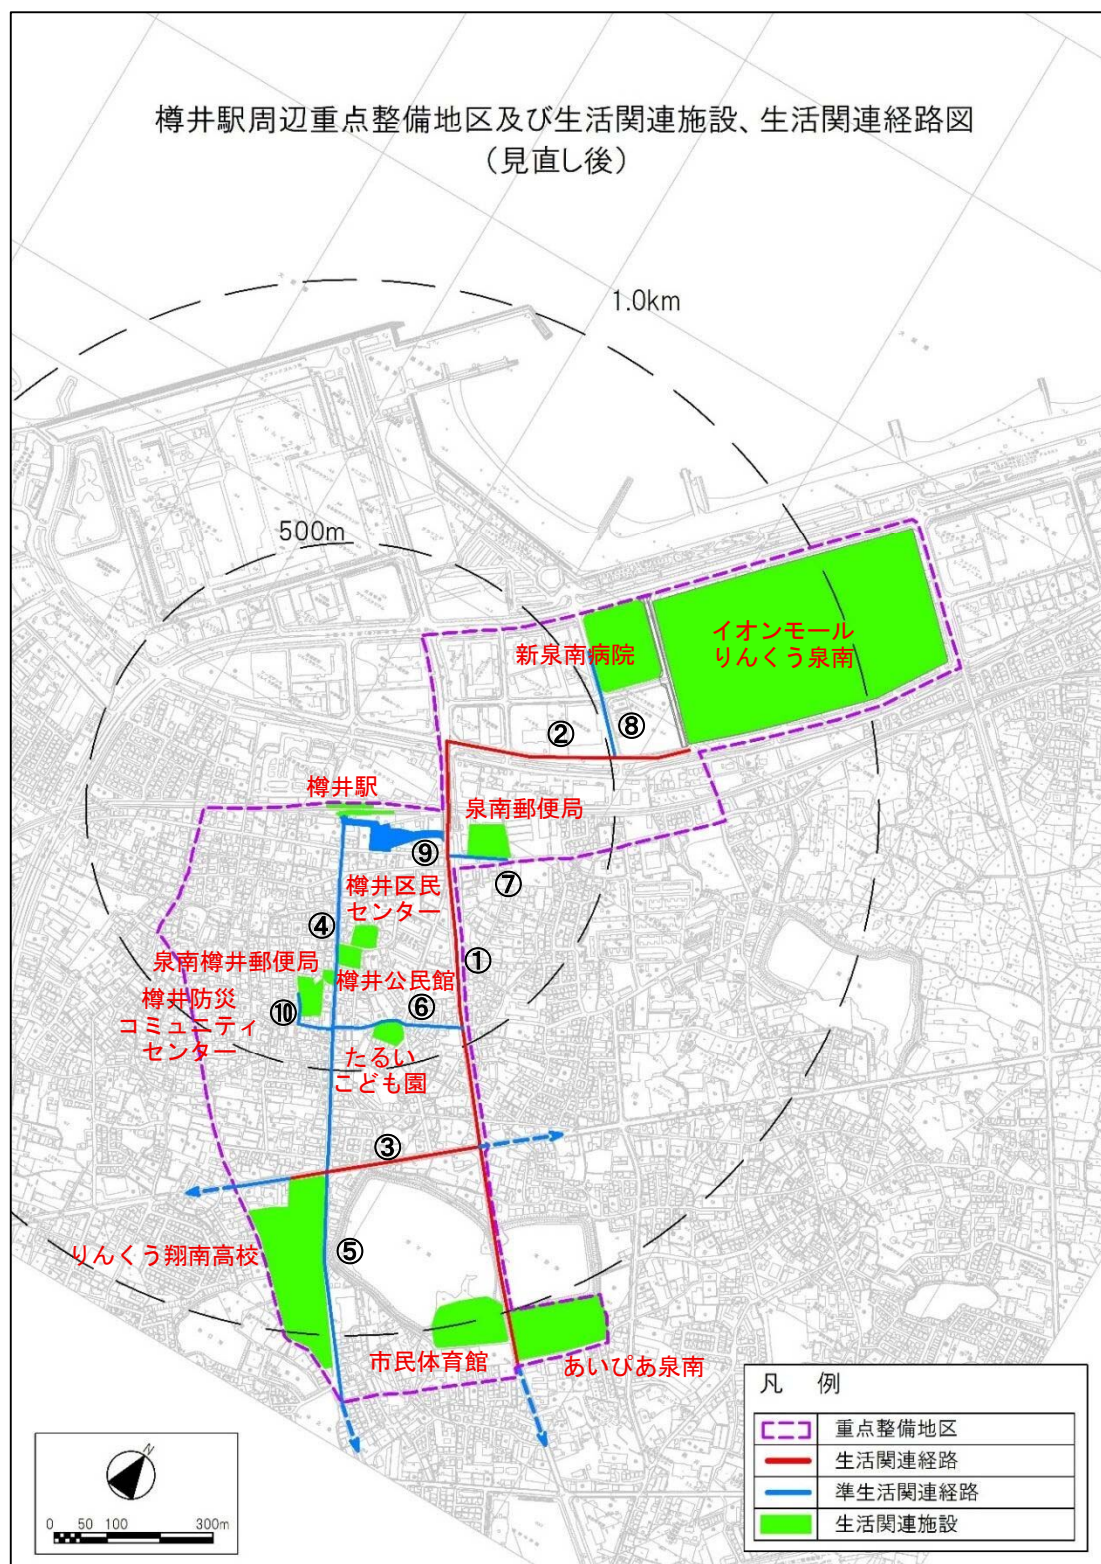 樽井駅周辺重点整備地区及び生活関連施設、生活関連経路図
（見直し後）
1.0km
500m
イオンモール
りんくう泉南
新泉南病院
②
⑧
樽井駅
泉南郵便局
⑨
⑦
樽井区民
センター
④
①
泉南樽井郵便局
樽井公民館
樽井防災
コミュニティ
センター
⑩
⑥
たるい
こども園
③
⑤
りんくう翔南高校
市民体育館
あいぴあ泉南
凡 例
重点整備地区
生活関連経路
準生活関連経路
生活関連施設
N
0 50 100 300m